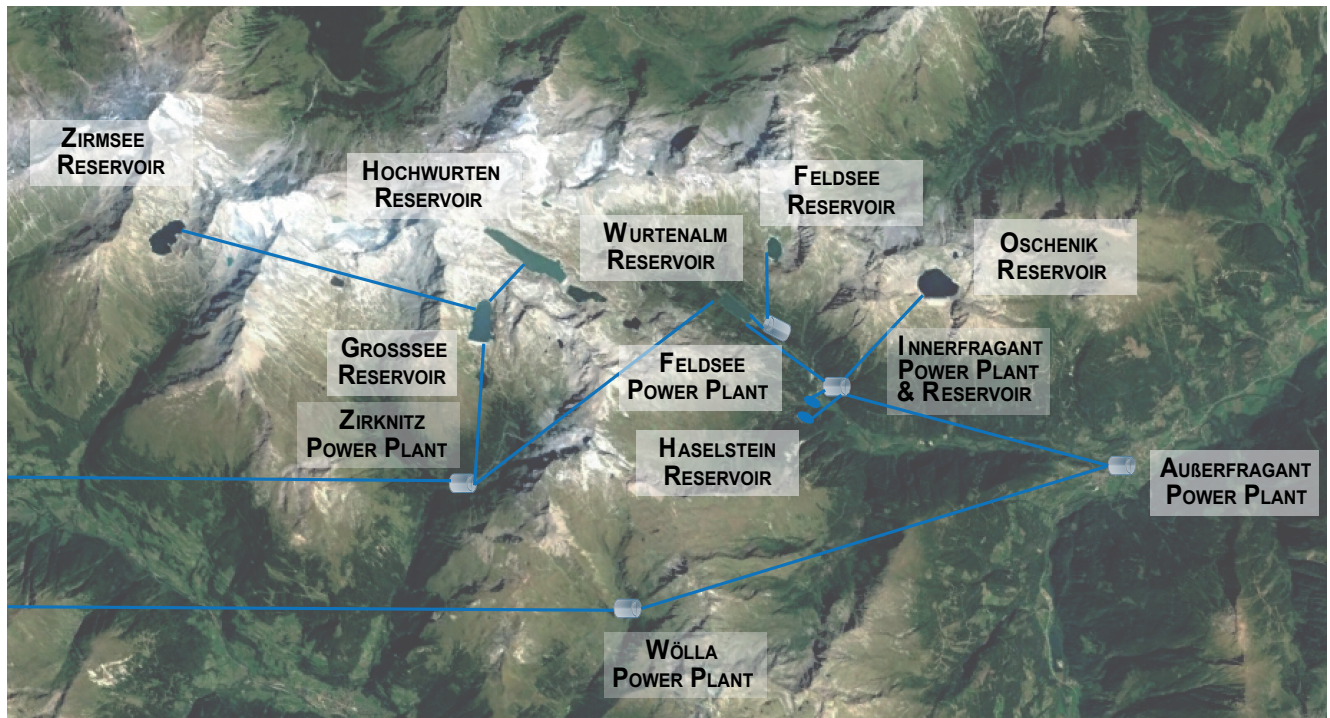 ZIRMSEE
RESERVOIR
HOCHWURTEN
RESERVOIR
FELDSEE
RESERVOIR
WURTENALM
RESERVOIR
OSCHENIK
RESERVOIR
GROSSSEE
RESERVOIR
FELDSEE
POWER PLANT
INNERFRAGANT
POWER PLANT
& RESERVOIR
ZIRKNITZ
POWER PLANT
HASELSTEIN
RESERVOIR
AUßERFRAGANT
POWER PLANT
WÖLLA
POWER PLANT